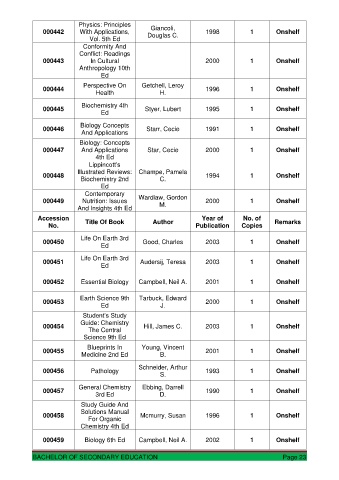 000442 Physics: Principles With Applications, Vol. 5th Ed Giancoli, Douglas C. 1998 1 Onshelf
000443 Conformity And Conflict: Readings In Cultural Anthropology 10th Ed 2000 1 Onshelf
000444 Perspective On Health Getchell, Leroy H. 1996 1 Onshelf
000445 Biochemistry 4th Ed Styer, Lubert 1995 1 Onshelf
000446 Biology Concepts And Applications Starr, Cecie 1991 1 Onshelf
000447 Biology: Concepts And Applications 4th Ed Star, Cecie 2000 1 Onshelf
000448 Lippincott's Illustrated Reviews: Biochemistry 2nd Ed Champe, Pamela C. 1994 1 Onshelf
000449 Contemporary Nutrition: Issues And Insights 4th Ed Wardlaw, Gordon M. 2000 1 Onshelf
Accession No. Title Of Book Author Year of Publication No. of Copies Remarks
000450 Life On Earth 3rd Ed Good, Charles 2003 1 Onshelf
000451 Life On Earth 3rd Ed Audersij, Teresa 2003 1 Onshelf
000452 Essential Biology Campbell, Neil A. 2001 1 Onshelf
000453 Earth Science 9th Ed Tarbuck, Edward J. 2000 1 Onshelf
000454 Student's Study Guide: Chemistry The Central Science 9th Ed Hill, James C. 2003 1 Onshelf
000455 Blueprints In Medicine 2nd Ed Young, Vincent B. 2001 1 Onshelf
000456 Pathology Schneider, Arthur S. 1993 1 Onshelf
000457 General Chemistry 3rd Ed Ebbing, Darrell D. 1990 1 Onshelf
000458 Study Guide And Solutions Manual For Organic Chemistry 4th Ed Mcmurry, Susan 1996 1 Onshelf
000459 Biology 6th Ed Campbell, Neil A. 2002 1 Onshelf
BACHELOR OF SECONDARY EDUCATION Page 23